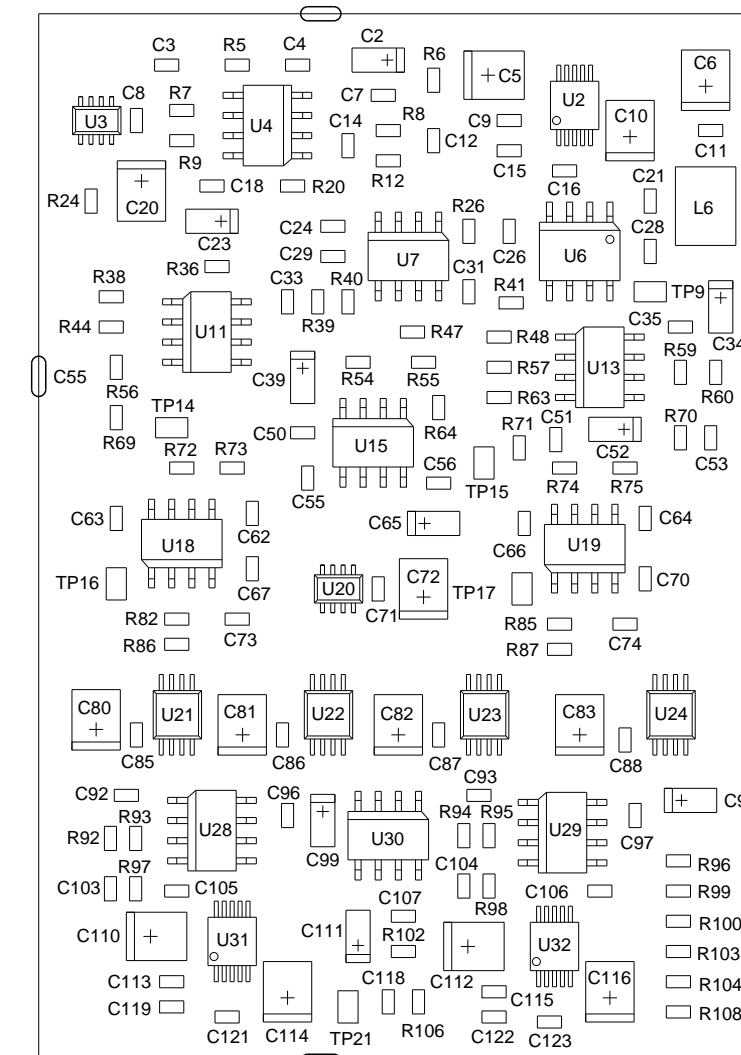 C3 R5 C4 C2 R6 C5 C6
C8 R7 U4 C7 U2 C10
U3 C14 R8 C9 C12 C11
R9 R12 C15
R24 C20 C18 R20 C16 C21 L6
C23 C24 R26 C28
R36 C29 U7 C26 U6
R38 C33 R40 C31 R41 TP9
R44 U11 R39 R47 R48 C35 C34
C55 R56 C39 R54 R55 R57 U13 R59 R60
R69 TP14 R64 R63
R72 R73 C50 U15 R71 C51 C52 R70 C53
C55 C56 TP15 R74 R75
C63 U18 C62 C65 C66 U19 C64
TP16 C67 U20 C71 C72 TP17 C70
R82 C73 R85 C74
R86 R87
C80 U21 C81 U22 C82 U23 C83 U24
C85 C86 C87 C88
C92 R93 C96 C93
R92 U28 C99 U30 R94 R95 U29 C97
R97 C104 R96
C103 C105 C107 R98 C106 R99
C110 U31 C111 R102 C112 U32 R100
R103
C113 C118 C115 C116 R104
C119 C121 C114 TP21 R106 C122 C123 R108